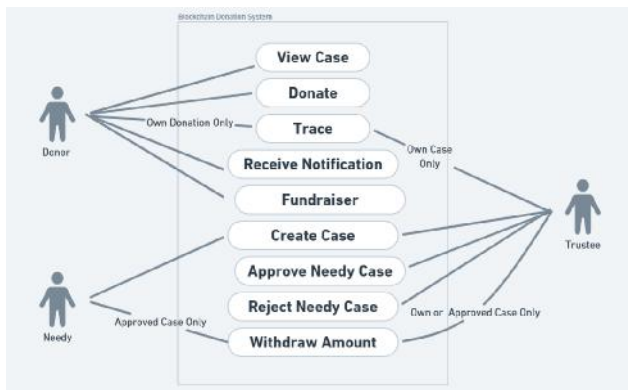 Blockchain Donation System
View Case
Donate
Own Donation Only
Trace
Donor
Own Case
Only
Receive Notification
Fundraiser
Create Case
Trustee
Approve Needy Case
Reject Needy Case
Own or Approved Case Only
Approved Case Only
Needy
Withdraw Amount